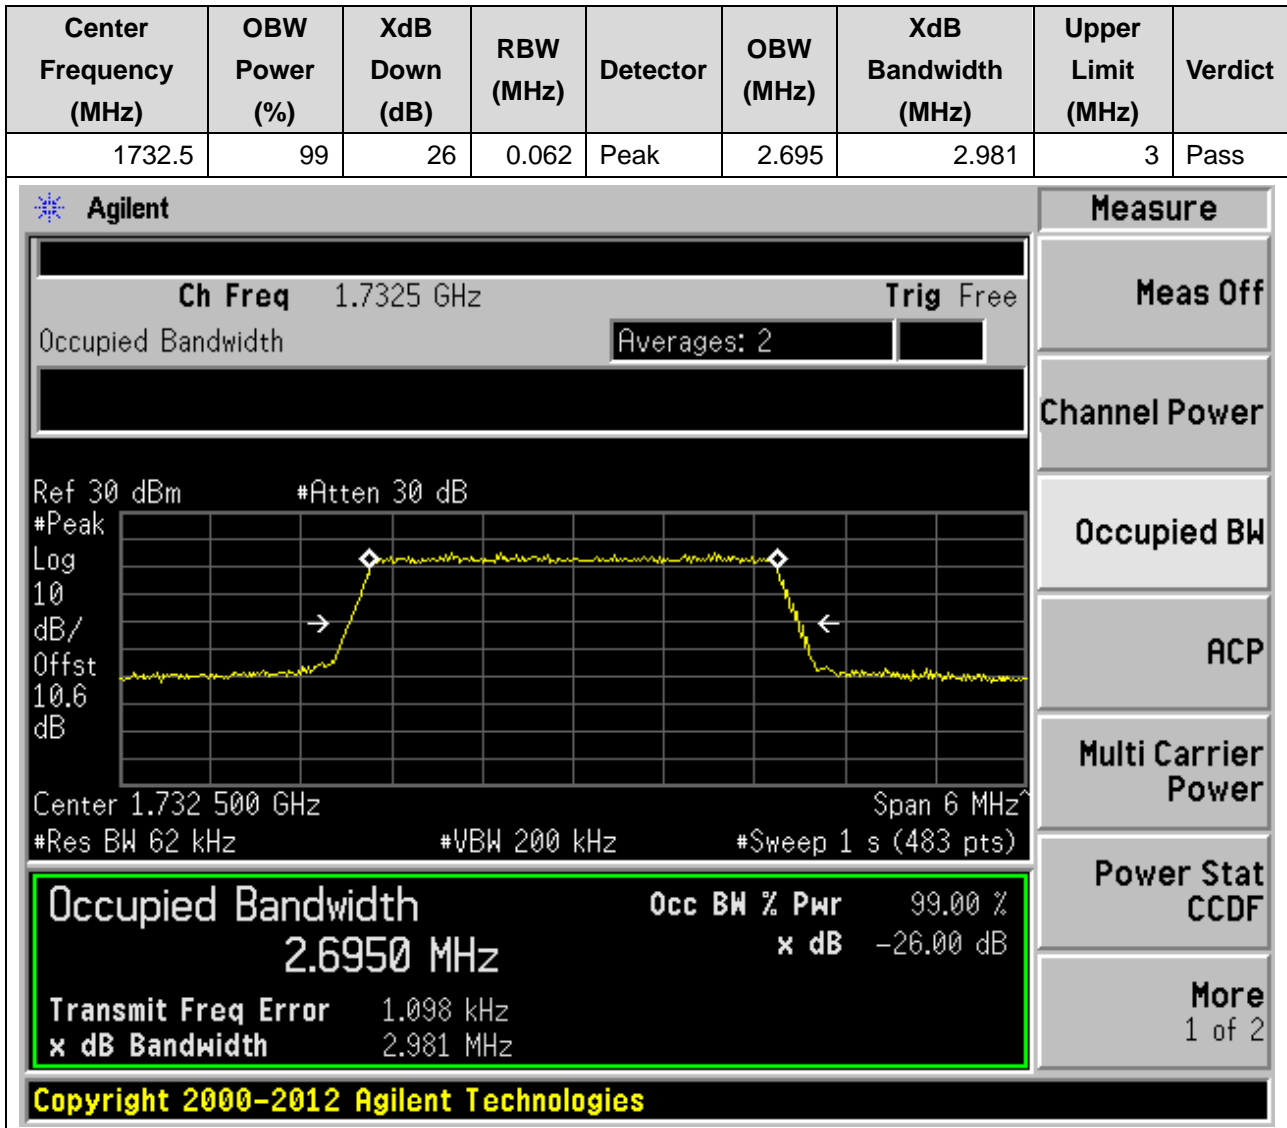 Center Frequency (MHz) OBW Power (%) XdB Down (dB) RBW (MHz) Detector OBW (MHz) XdB Bandwidth (MHz) Upper Limit (MHz) Verdict
1732.5 99 26 0.062 Peak 2.695 2.981 3 Pass
Agilent
Measure
Ch Freq 1.7325 GHz Trig Free
Meas Off
Occupied Bandwidth Averages: 2
Channel Power
Ref 30 dBm #Atten 30 dB
#Peak
Log
10
dB/
Offst
10.6
dB
Occupied BW
ACP
Multi Carrier
Power
Center 1.732 500 GHz Span 6 MHz^
#Res BW 62 kHz #VBW 200 kHz #Sweep 1 s (483 pts)
Power Stat
CCDF
Occupied Bandwidth Occ BW % Pwr 99.00 %
2.6950 MHz x dB -26.00 dB
Transmit Freq Error 1.098 kHz
x dB Bandwidth 2.981 MHz
More
1 of 2
Copyright 2000-2012 Agilent Technologies